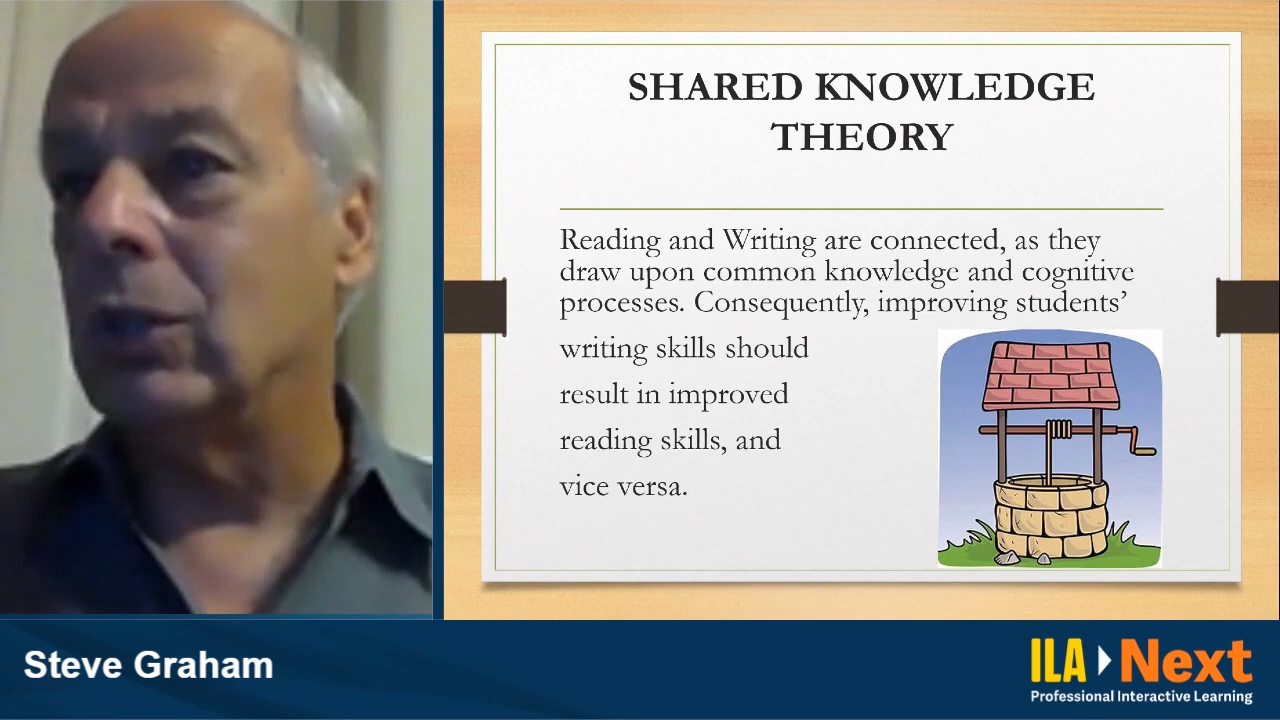 SHARED KNOWLEDGE
THEORY
Reading and Writing are connected, as they
draw upon common knowledge and cognitive
processes. Consequently, improving students’
writing skills should
result in improved
reading skills, and
vice versa.
Steve Graham
ILA Next
Professional Interactive Learning